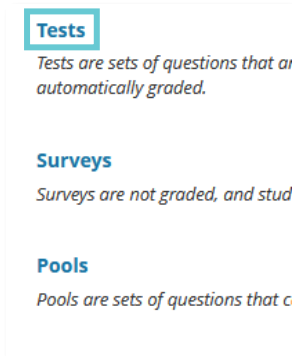 Tests
Tests are sets of questions that
automatically graded.
Surveys
Surveys are not graded, and
Pools
Pools are sets of questions that